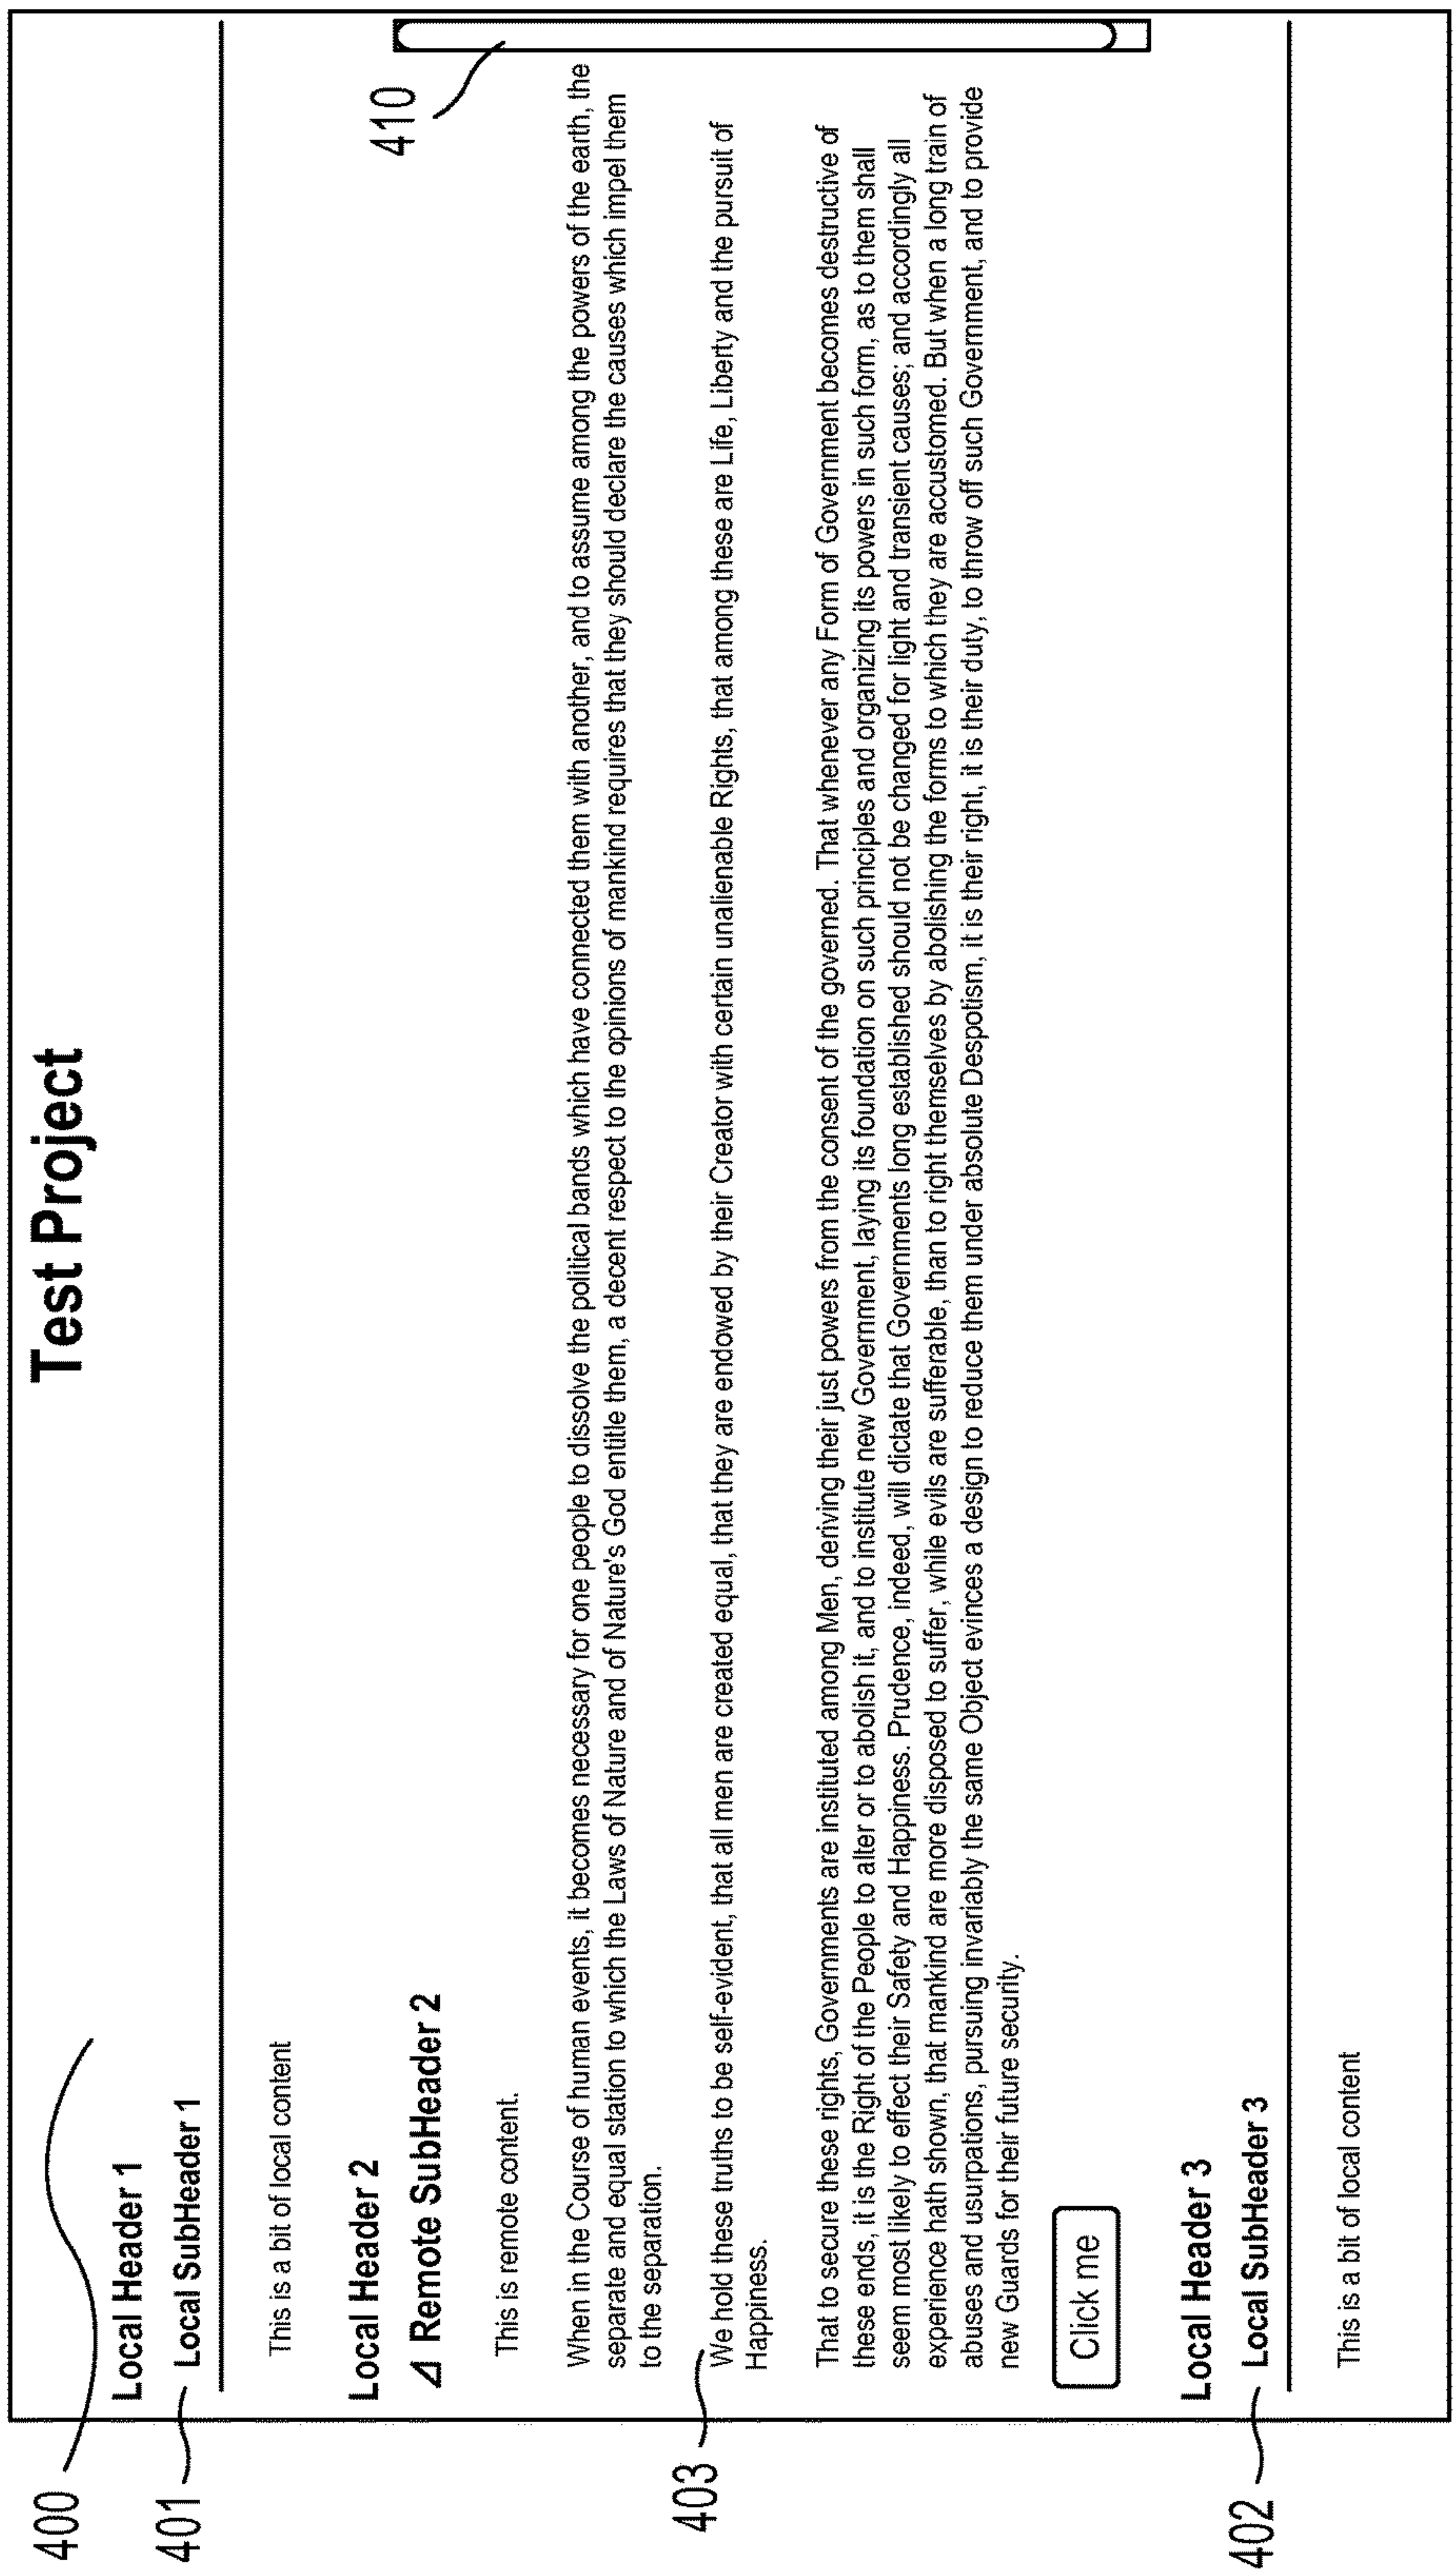 Test Project
400
Local Header 1
401
Local SubHeader 1
This is a bit of local content
Local Header 2
410
⊿ Remote SubHeader 2
This is remote content.
When in the Course of human events, it becomes necessary for one people to dissolve the political bands which have connected them with another, and to assume among the powers of the earth, the
separate and equal station to which the Laws of Nature and of Nature's God entitle them, a decent respect to the opinions of mankind requires that they should declare the causes which impel them
to the separation.
403
We hold these truths to be self-evident, that all men are created equal, that they are endowed by their Creator with certain unalienable Rights, that among these are Life, Liberty and the pursuit of
Happiness.
That to secure these rights, Governments are instituted among Men, deriving their just powers from the consent of the governed. That whenever any Form of Government becomes destructive of
these ends, it is the Right of the People to alter or to abolish it, and to institute new Government, laying its foundation on such principles and organizing its powers in such form, as to them shall
seem most likely to effect their Safety and Happiness. Prudence, indeed, will dictate that Governments long established should not be changed for light and transient causes; and accordingly all
experience hath shown, that mankind are more disposed to suffer, while evils are sufferable, than to right themselves by abolishing the forms to which they are accustomed. But when a long train of
abuses and usurpations, pursuing invariably the same Object evinces a design to reduce them under absolute Despotism, it is their right, it is their duty, to throw off such Government, and to provide
new Guards for their future security.
Click me
Local Header 3
402
Local SubHeader 3
This is a bit of local content